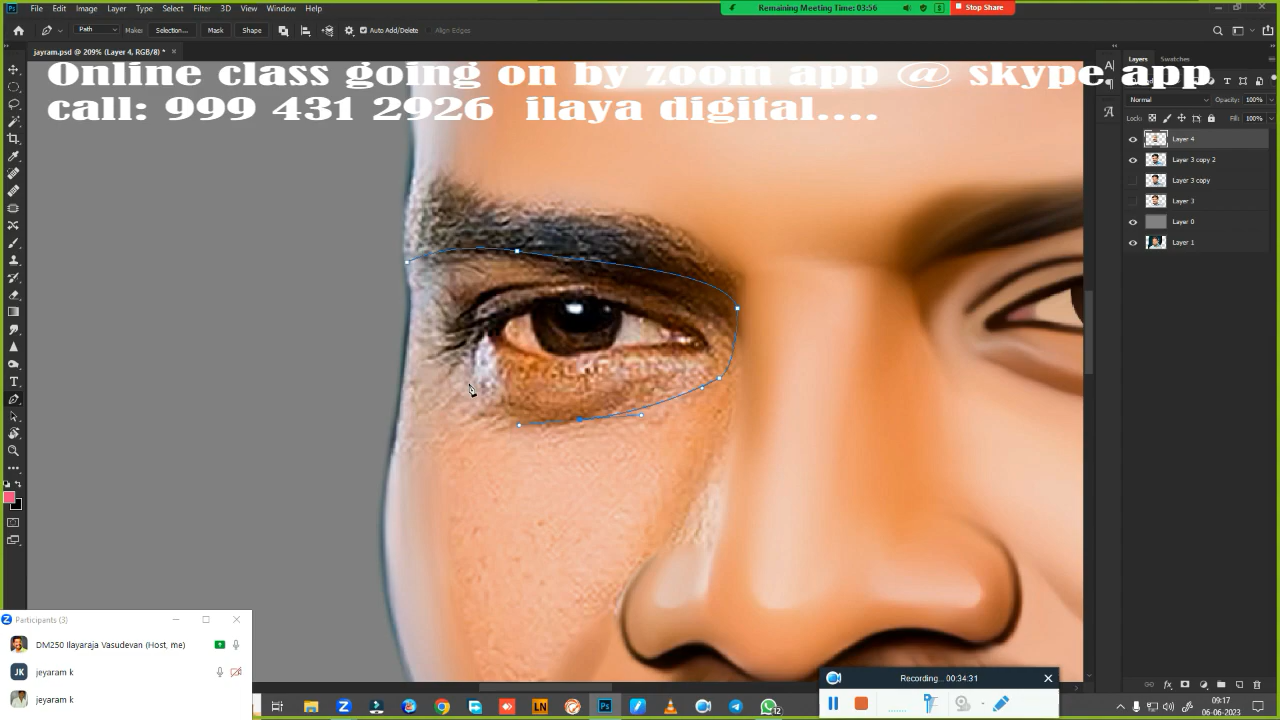 File Edit Image Layer Type Select Filter 3D View Window Help
Remaining Meeting Time: 03:56
Stop Share
Path Make: Selection... Mask Shape Auto Add/Delete Align Edges
jayram.psd @ 209% (Layer 4, RGB/8) *
Online class going on by zoom app @ skype app
call: 999 431 2926 ilaya digital....
Layers Swatches
Normal Opacity: 100%
Lock: Fill: 100%
Layer 4
Layer 3 copy 2
Layer 3 copy
Layer 3
Layer 0
Layer 1
Participants (3)
DM250 Ilayaraja Vasudevan (Host, me)
JK jeyaram k
jeyaram k
Recording... 00:34:31
LN Ps 12
09:17
06-06-2023